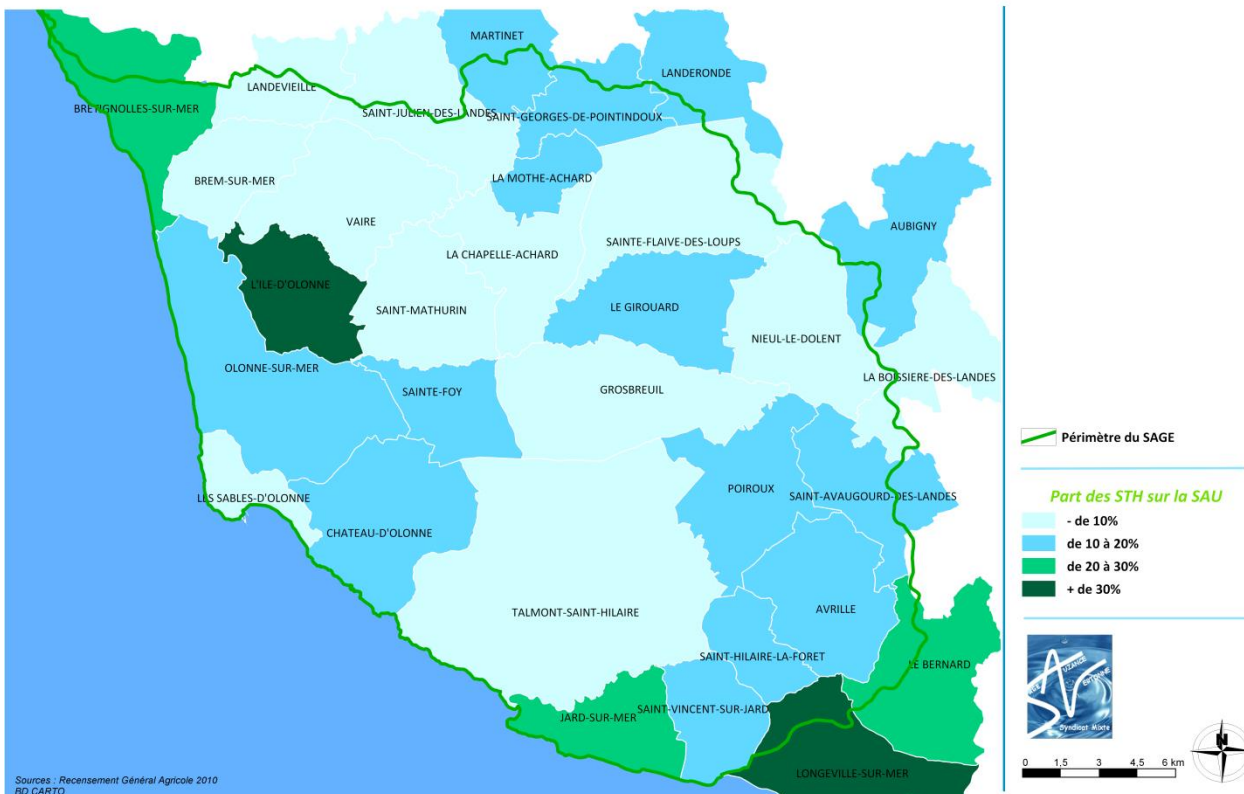 MARTINET
LANDERONDE
LANDEVIEILLE
BRETIGNOLLES-SUR-MER
SAINT-JULIEN-DES-LANDES
SAINT-GEORGES-DE-POINTINDOUX
BREM-SUR-MER
LA MOTHE-ACHARD
VAIRE
AUBIGNY
SAINTE-FLAIVE-DES-LOUPS
LA CHAPELLE-ACHARD
L'ILE-D'OLONNE
SAINT-MATHURIN
LE GIROUARD
NIEUL-LE-DOLENT
OLONNE-SUR-MER
LA BOISSIERE-DES-LANDES
SAINTE-FOY
GROSBREUIL
POIROUX
LES SABLES-D'OLONNE
SAINT-AVAUGOURD-DES-LANDES
CHATEAU-D'OLONNE
TALMONT-SAINT-HILAIRE
AVRILLE
SAINT-HILAIRE-LA-FORET
LE BERNARD
JARD-SUR-MER
SAINT-VINCENT-SUR-JARD
LONGEVILLE-SUR-MER
Sources : Recensement Général Agricole 2010
BD CARTO
Périmètre du SAGE
Part des STH sur la SAU
- de 10%
de 10 à 20%
de 20 à 30%
+ de 30%
Syndicat Mixte
N
0 1,5 3 4,5 6 km